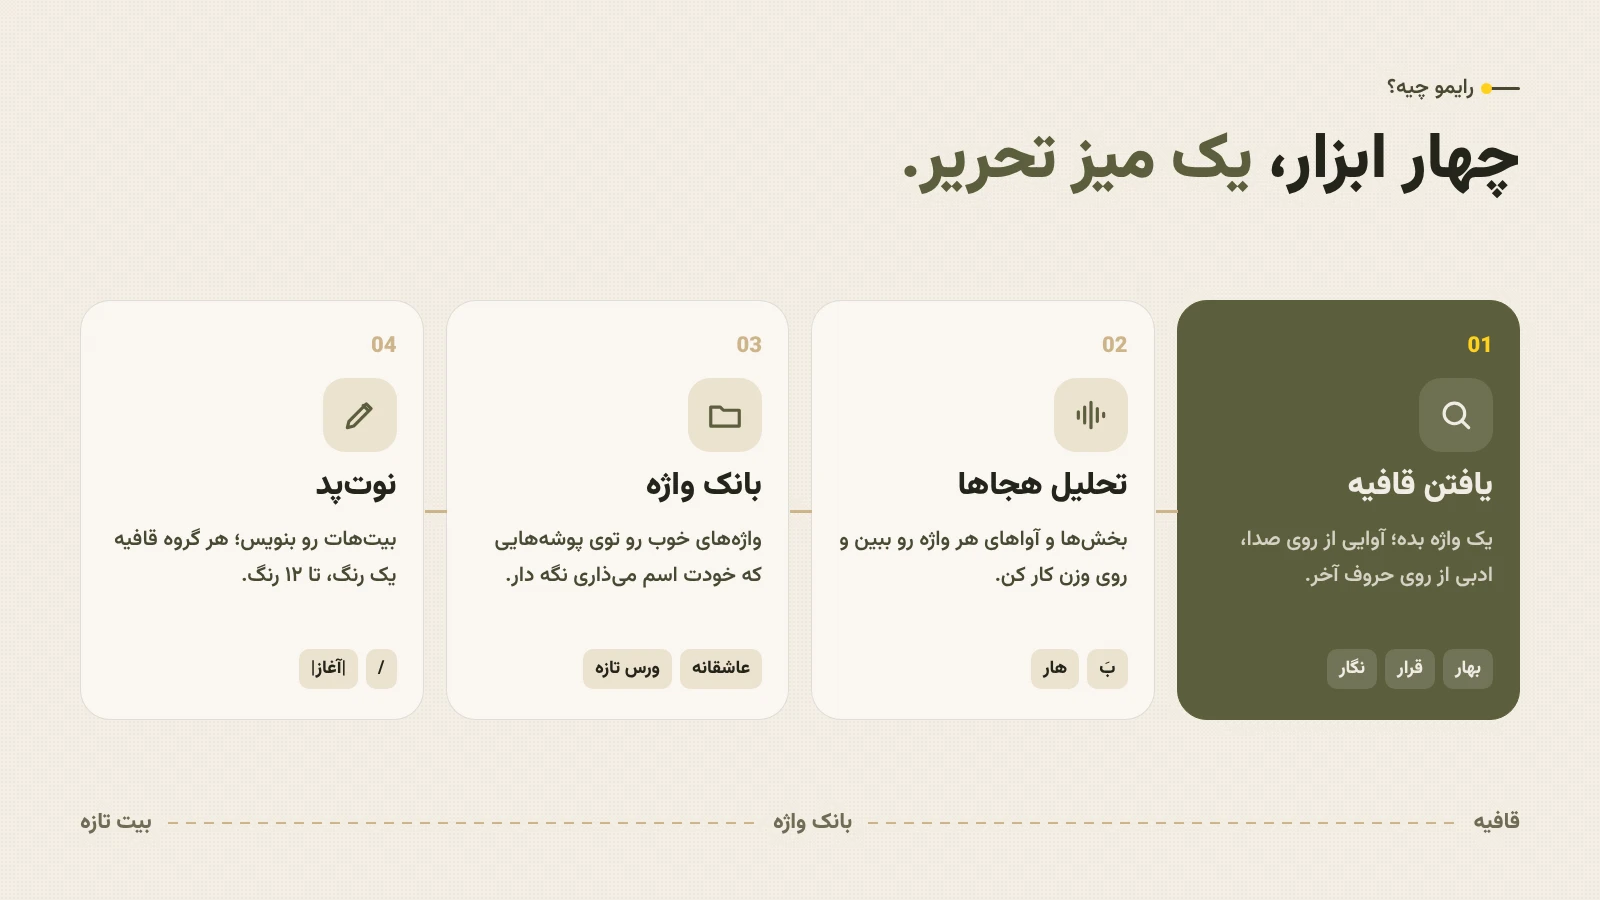 رایمو چیه؟
چهار ابزار، یک میز تحریر.
01
یافتن قافیه
یک واژه بده؛ آوایی از روی صدا،
ادبی از روی حروف آخر.
بهار قرار نگار
02
تحلیل هجاها
بخش‌ها و آواهای هر واژه رو ببین و
روی وزن کار کن.
بَ هار
03
بانک واژه
واژه‌های خوب رو توی پوشه‌هایی
که خودت اسم می‌ذاری نگه دار.
عاشقانه ورس تازه
04
نوت‌پد
بیت‌هات رو بنویس؛ هر گروه قافیه
یک رنگ، تا ۱۲ رنگ.
/ |آغاز|
قافیه بانک واژه بیت تازه